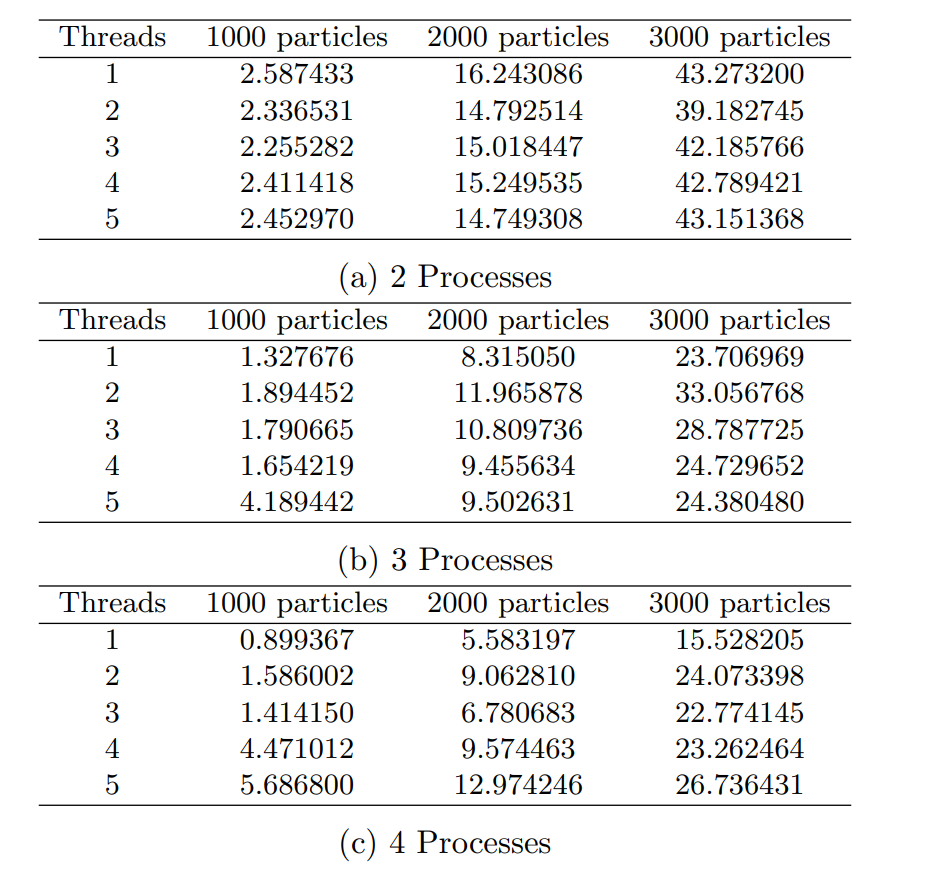 Threads 1000 particles 2000 particles 3000 particles
1 2.587433 16.243086 43.273200
2 2.336531 14.792514 39.182745
3 2.255282 15.018447 42.185766
4 2.411418 15.249535 42.789421
5 2.452970 14.749308 43.151368
(a) 2 Processes
Threads 1000 particles 2000 particles 3000 particles
1 1.327676 8.315050 23.706969
2 1.894452 11.965878 33.056768
3 1.790665 10.809736 28.787725
4 1.654219 9.455634 24.729652
5 4.189442 9.502631 24.380480
(b) 3 Processes
Threads 1000 particles 2000 particles 3000 particles
1 0.899367 5.583197 15.528205
2 1.586002 9.062810 24.073398
3 1.414150 6.780683 22.774145
4 4.471012 9.574463 23.262464
5 5.686800 12.974246 26.736431
(c) 4 Processes